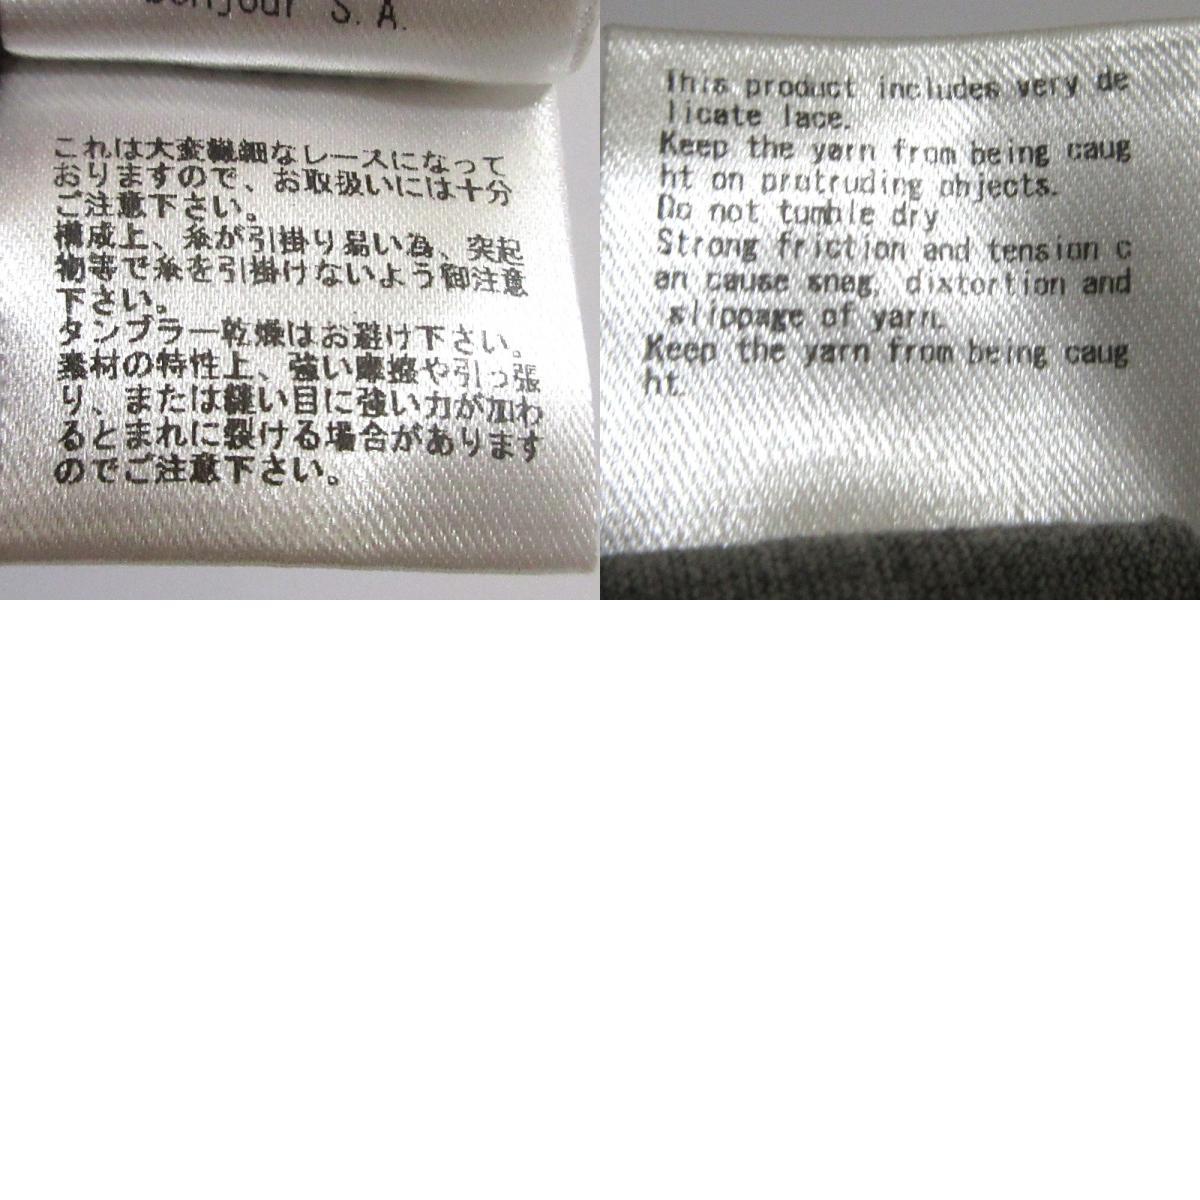 bonjour S.A.
これは大変繊細なレースになって
おりますので、お取扱いには十分
ご注意下さい。
構成上、糸が引掛り易い為、突起
物等で糸を引掛けないよう御注意
下さい。
タンブラー乾燥はお避け下さい。
素材の特性上、強い摩擦や引っ張
り、または縫い目に強い力が加わ
るとまれに裂ける場合があります
のでご注意下さい。
This product includes very de
licate lace.
Keep the yarn from being caug
ht on protruding objects.
Do not tumble dry
Strong friction and tension c
an cause snag, distortion and
slippage of yarn.
Keep the yarn from being caug
ht.